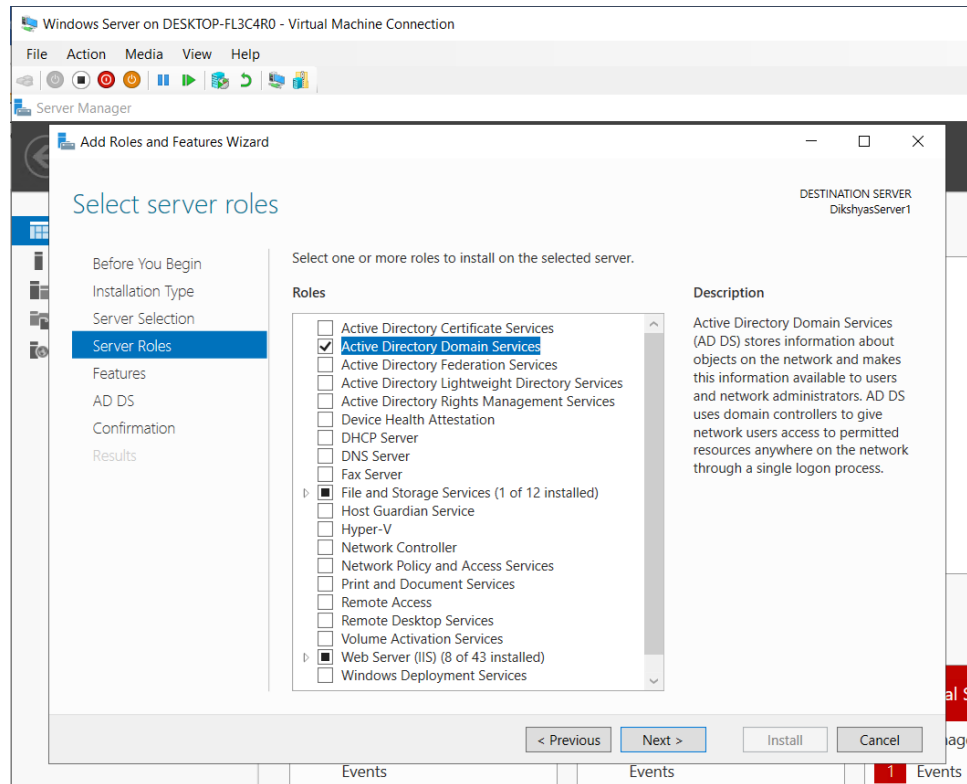 Windows Server on DESKTOP-FL3C4R0 - Virtual Machine Connection
File Action Media View Help
Server Manager
Add Roles and Features Wizard
Select server roles
DESTINATION SERVER
DikshyasServer1
Before You Begin
Installation Type
Server Selection
Server Roles
Features
AD DS
Confirmation
Results
Select one or more roles to install on the selected server.
Roles
Active Directory Certificate Services
Active Directory Domain Services
Active Directory Federation Services
Active Directory Lightweight Directory Services
Active Directory Rights Management Services
Device Health Attestation
DHCP Server
DNS Server
Fax Server
File and Storage Services (1 of 12 installed)
Host Guardian Service
Hyper-V
Network Controller
Network Policy and Access Services
Print and Document Services
Remote Access
Remote Desktop Services
Volume Activation Services
Web Server (IIS) (8 of 43 installed)
Windows Deployment Services
Description
Active Directory Domain Services
(AD DS) stores information about
objects on the network and makes
this information available to users
and network administrators. AD DS
uses domain controllers to give
network users access to permitted
resources anywhere on the network
through a single logon process.
< Previous
Next >
Install
Cancel
Events
Events
1 Events